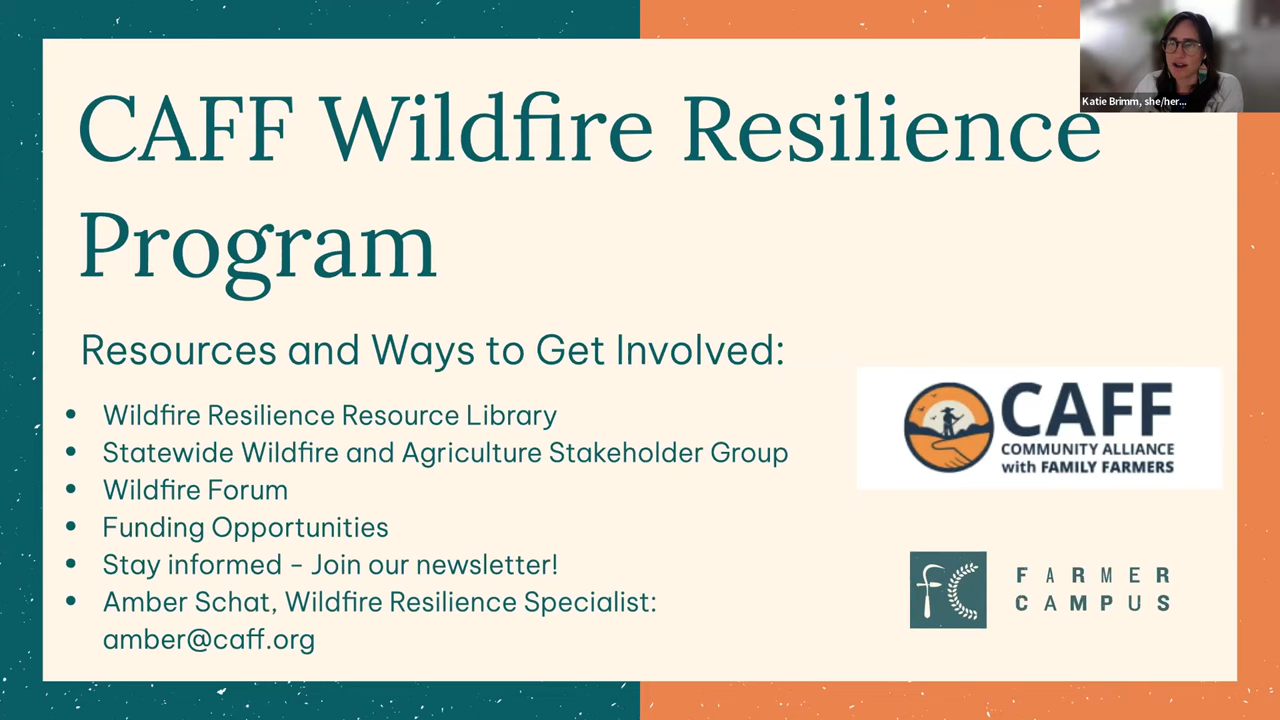 Katie Brimm, she/her...
CAFF Wildfire Resilience
Program
Resources and Ways to Get Involved:
• Wildfire Resilience Resource Library
• Statewide Wildfire and Agriculture Stakeholder Group
• Wildfire Forum
• Funding Opportunities
• Stay informed – Join our newsletter!
• Amber Schat, Wildfire Resilience Specialist:
amber@caff.org
CAFF
COMMUNITY ALLIANCE
with FAMILY FARMERS
fC
FARMER
CAMPUS